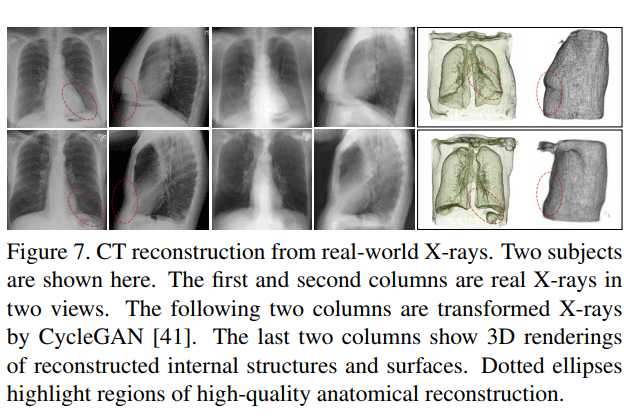 Figure 7. CT reconstruction from real-world X-rays. Two subjects
are shown here. The first and second columns are real X-rays in
two views. The following two columns are transformed X-rays
by CycleGAN [41]. The last two columns show 3D renderings
of reconstructed internal structures and surfaces. Dotted ellipses
highlight regions of high-quality anatomical reconstruction.